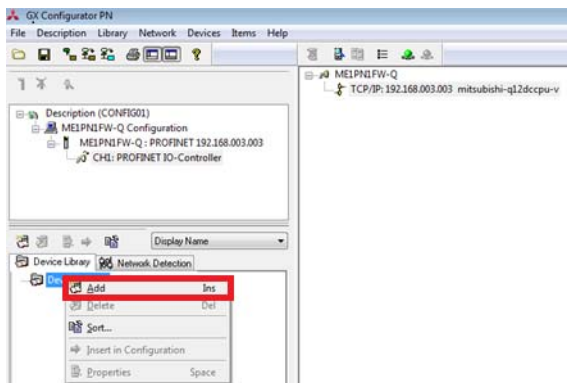 GX Configurator PN
File Description Library Network Devices Items Help
ME1PN1FW-Q
TCP/IP: 192.168.003.003 mitsubishi-q12dccpu-v
Description (CONFIG01)
ME1PN1FW-Q Configuration
ME1PN1FW-Q : PROFINET 192.168.003.003
CH1: PROFINET IO-Controller
Display Name
Device Library Network Detection
Add Ins
Delete Del
Sort...
Insert in Configuration
Properties Space